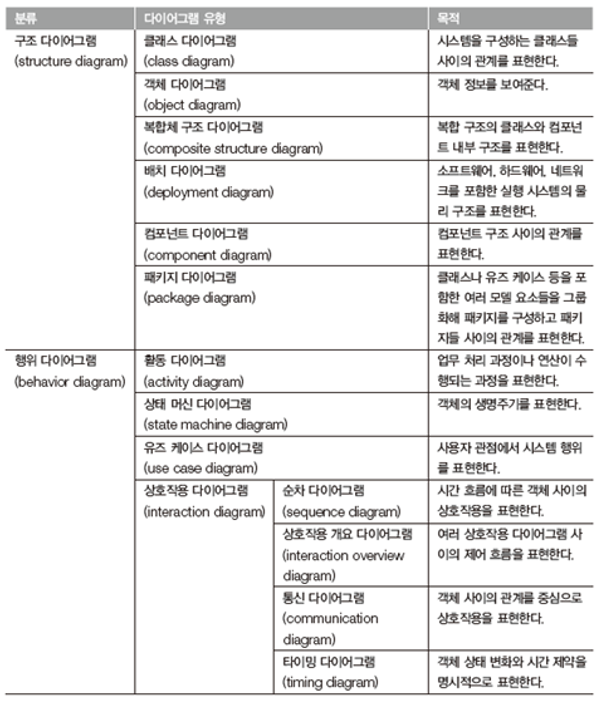 분류
다이어그램 유형
목적
구조 다이어그램
(structure diagram)
클래스 다이어그램
(class diagram)
시스템을 구성하는 클래스들
사이의 관계를 표현한다.
객체 다이어그램
(object diagram)
객체 정보를 보여준다.
복합체 구조 다이어그램
(composite structure diagram)
복합 구조의 클래스와 컴포넌
트 내부 구조를 표현한다.
배치 다이어그램
(deployment diagram)
소프트웨어, 하드웨어, 네트워
크를 포함한 실행 시스템의 물
리 구조를 표현한다.
컴포넌트 다이어그램
(component diagram)
컴포넌트 구조 사이의 관계를
표현한다.
패키지 다이어그램
(package diagram)
클래스나 유즈 케이스 등을 포
함한 여러 모델 요소들을 그룹
화해 패키지를 구성하고 패키
지들 사이의 관계를 표현한다.
행위 다이어그램
(behavior diagram)
활동 다이어그램
(activity diagram)
업무 처리 과정이나 연산이 수
행되는 과정을 표현한다.
상태 머신 다이어그램
(state machine diagram)
객체의 생명주기를 표현한다.
유즈 케이스 다이어그램
(use case diagram)
사용자 관점에서 시스템 행위
를 표현한다.
상호작용 다이어그램
(interaction diagram)
순차 다이어그램
(sequence diagram)
시간 흐름에 따른 객체 사이의
상호작용을 표현한다.
상호작용 개요 다이어그램
(interaction overview
diagram)
여러 상호작용 다이어그램 사
이의 제어 흐름을 표현한다.
통신 다이어그램
(communication
diagram)
객체 사이의 관계를 중심으로
상호작용을 표현한다.
타이밍 다이어그램
(timing diagram)
객체 상태 변화와 시간 제약을
명시적으로 표현한다.